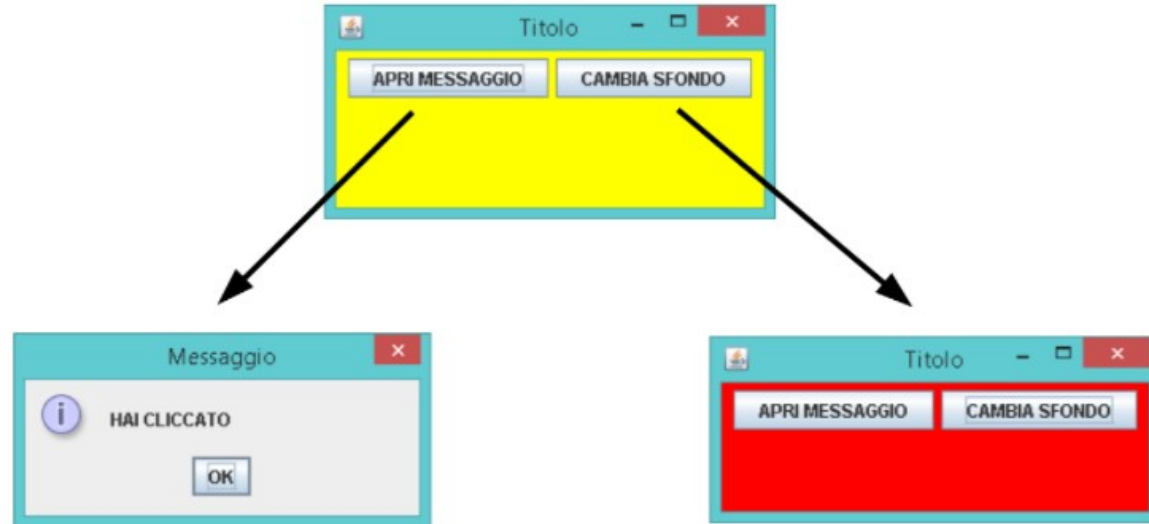 Titolo
APRI MESSAGGIO
CAMBIA SFONDO
Messaggio
i
HAI CLICCATO
OK
Titolo
APRI MESSAGGIO
CAMBIA SFONDO